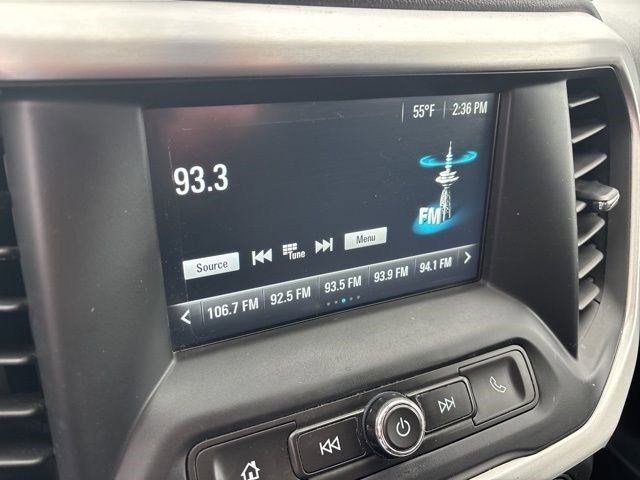 55°F 2:36 PM
93.3
FM
Source Tune Menu
106.7 FM 92.5 FM 93.5 FM 93.9 FM 94.1 FM